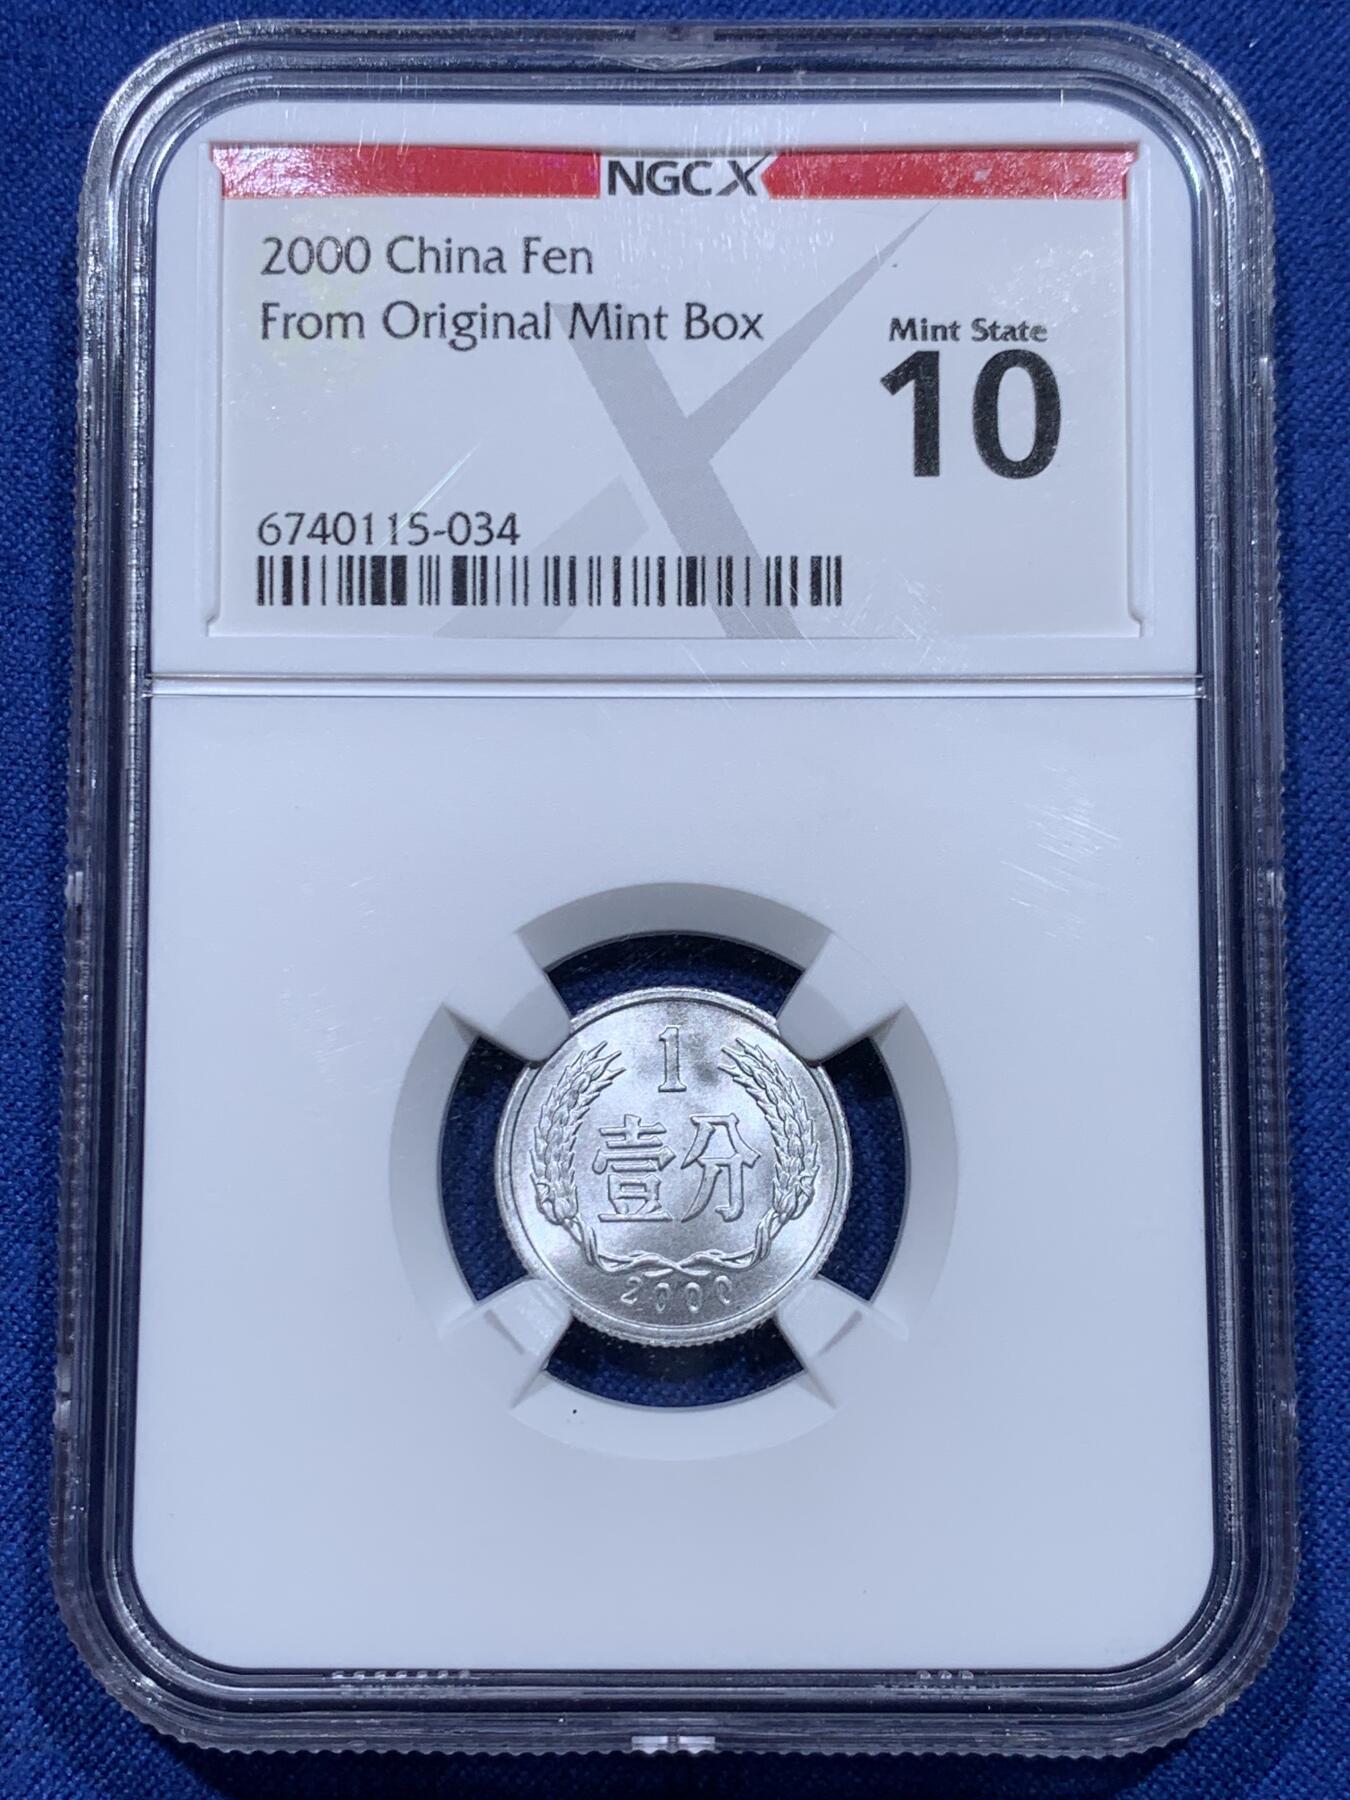 NGCX
2000 China Fen
From Original Mint Box
Mint State
10
6740115-034
1
壹分
2000